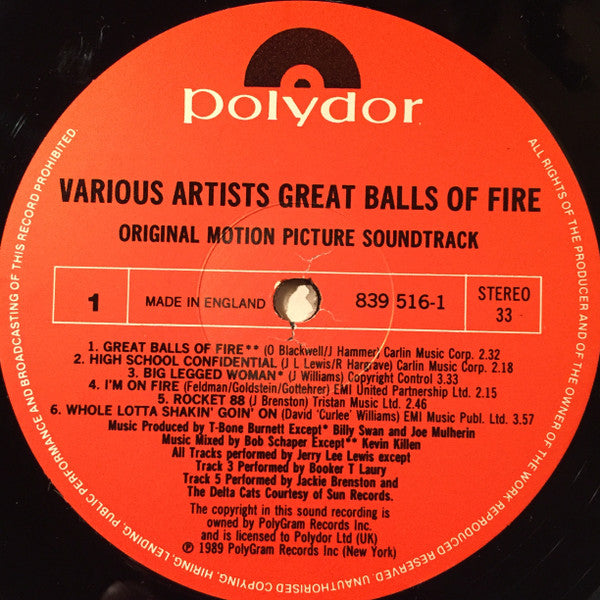 polydor
VARIOUS ARTISTS GREAT BALLS OF FIRE
ORIGINAL MOTION PICTURE SOUNDTRACK
1
MADE IN ENGLAND
839 516-1
STEREO
33
1. GREAT BALLS OF FIRE** (O Blackwell/J Hammer) Carlin Music Corp. 2.32
2. HIGH SCHOOL CONFIDENTIAL (J L Lewis/R Hargrave) Carlin Music Corp. 2.18
3. BIG LEGGED WOMAN* (J Williams) Copyright Control 3.33
4. I'M ON FIRE (Feldman/Goldstein/Gottehrer) EMI United Partnership Ltd. 2.15
5. ROCKET 88 (J Brenston) Tristan Music Ltd. 2.46
6. WHOLE LOTTA SHAKIN' GOIN' ON (David 'Curlee' Williams) EMI Music Publ. Ltd. 3.57
Music Produced by T-Bone Burnett Except* Billy Swan and Joe Mulherin
Music Mixed by Bob Schaper Except** Kevin Killen
All Tracks performed by Jerry Lee Lewis except
Track 3 Performed by Booker T Laury
Track 5 Performed by Jackie Brenston and
The Delta Cats Courtesy of Sun Records.
The copyright in this sound recording is
owned by PolyGram Records Inc.
and is licensed to Polydor Ltd (UK)
℗ 1989 PolyGram Records Inc (New York)
ALL RIGHTS OF THE PRODUCER AND OF THE OWNER OF THE WORK REPRODUCED RESERVED. UNAUTHORISED COPYING, HIRING, LENDING, PUBLIC PERFORMANCE AND BROADCASTING OF THIS RECORD PROHIBITED.